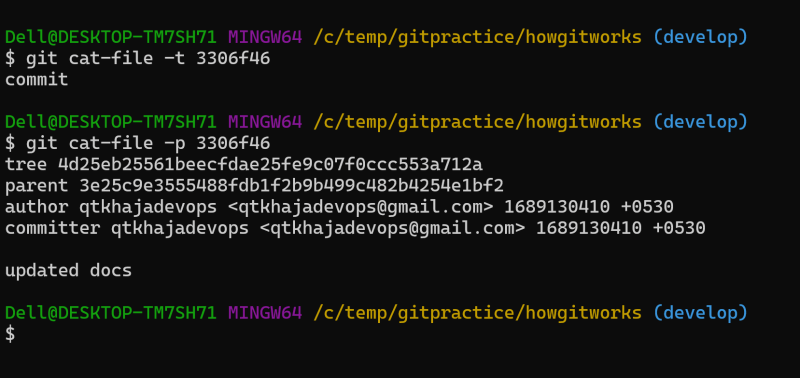 Dell@DESKTOP-TM7SH71 MINGW64 /c/temp/gitpractice/howgitworks (develop)
$ git cat-file -t 3306f46
commit
Dell@DESKTOP-TM7SH71 MINGW64 /c/temp/gitpractice/howgitworks (develop)
$ git cat-file -p 3306f46
tree 4d25eb25561beecfdae25fe9c07f0ccc553a712a
parent 3e25c9e3555488fdb1f2b9b499c482b4254e1bf2
author qtkhajadevops <qtkhajadevops@gmail.com> 1689130410 +0530
committer qtkhajadevops <qtkhajadevops@gmail.com> 1689130410 +0530
updated docs
Dell@DESKTOP-TM7SH71 MINGW64 /c/temp/gitpractice/howgitworks (develop)
$